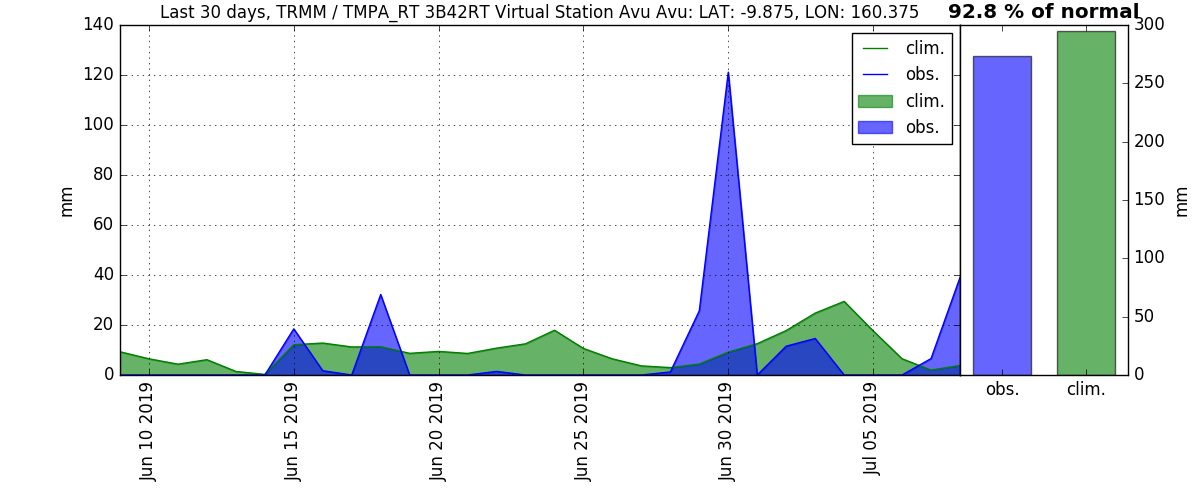 Last 30 days, TRMM / TMPA_RT 3B42RT Virtual Station Avu Avu: LAT: -9.875, LON: 160.375
92.8 % of normal
140
120
100
80
60
40
20
0
mm
clim.
obs.
clim.
obs.
Jun 10 2019
Jun 15 2019
Jun 20 2019
Jun 25 2019
Jun 30 2019
Jul 05 2019
300
250
200
150
100
50
0
mm
obs.
clim.